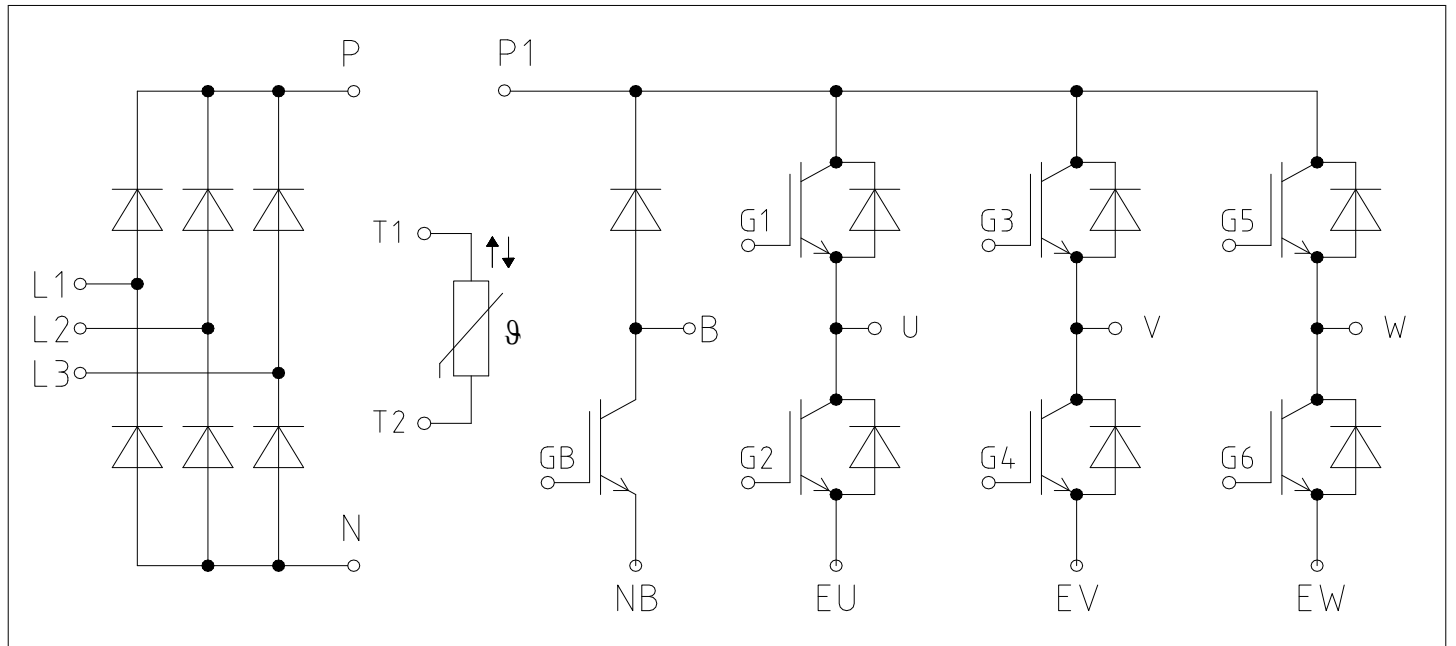 P P1
T1 G1 G3 G5
L1
L2 ϑ B U V W
L3
T2
GB G2 G4 G6
N
NB EU EV EW